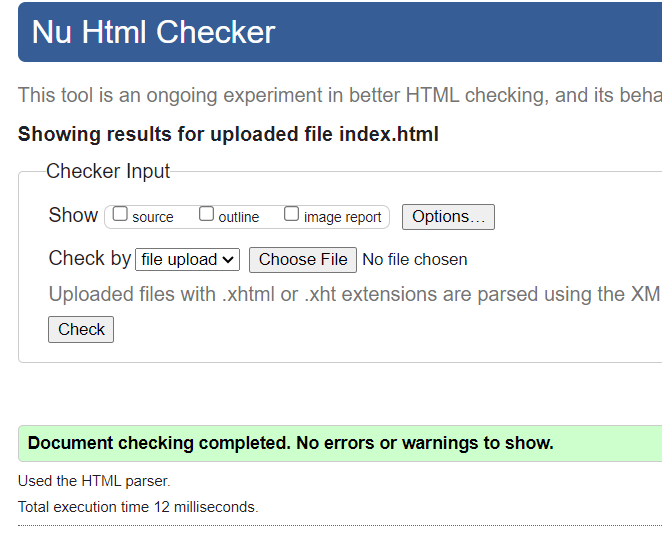 Nu Html Checker
This tool is an ongoing experiment in better HTML checking, and its beha
Showing results for uploaded file index.html
Checker Input
Show source outline image report Options...
Check by file upload Choose File No file chosen
Uploaded files with .xhtml or .xht extensions are parsed using the XM
Check
Document checking completed. No errors or warnings to show.
Used the HTML parser.
Total execution time 12 milliseconds.